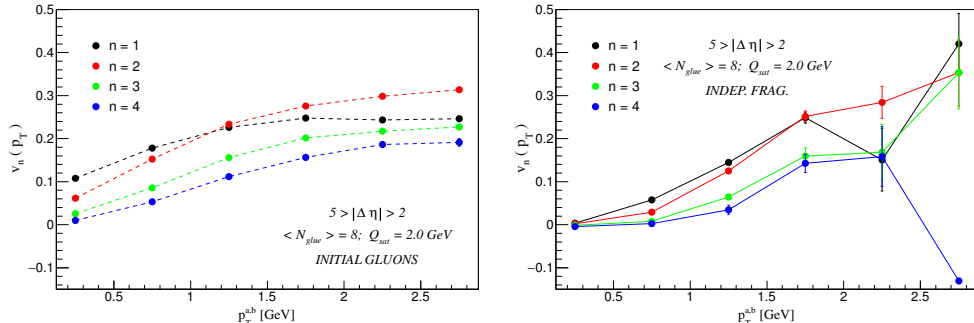 0.5
0.4
0.3
0.2
0.1
0
−0.1
v_n ( p_T )
n = 1
n = 2
n = 3
n = 4
5 > |Δ η| > 2
< N_glue > = 8; Q_sat = 2.0 GeV
INITIAL GLUONS
0.5 1 1.5 2 2.5
p_T^a,b [GeV]
0.5
0.4
0.3
0.2
0.1
0
−0.1
v_n ( p_T )
n = 1
n = 2
n = 3
n = 4
5 > |Δ η| > 2
< N_glue > = 8; Q_sat = 2.0 GeV
INDEP. FRAG.
0.5 1 1.5 2 2.5
p_T^a,b [GeV]